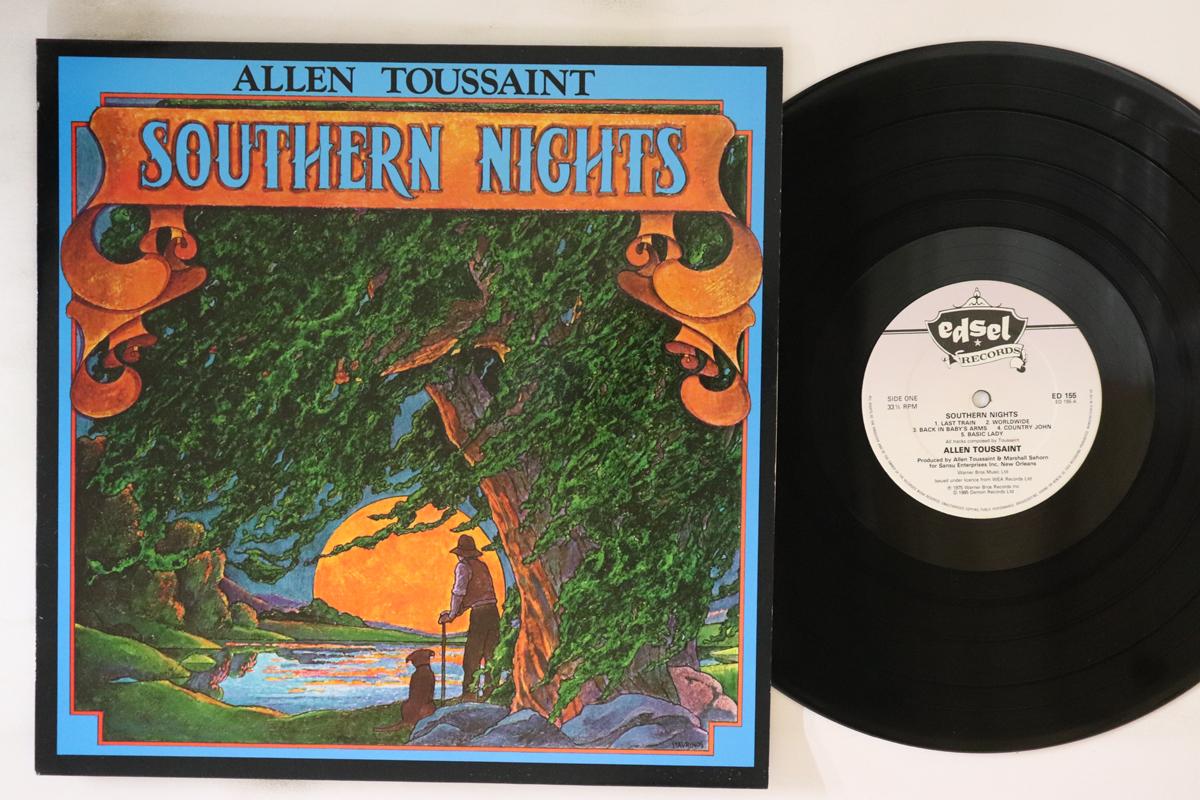 ALLEN TOUSSAINT
SOUTHERN NIGHTS
STAVRINOS
edsel
RECORDS
SIDE ONE
33⅓ RPM
ED 155
ED 155 A
SOUTHERN NIGHTS
1. LAST TRAIN 2. WORLDWIDE
3. BACK IN BABY'S ARMS 4. COUNTRY JOHN
5. BASIC LADY
All tracks composed by Toussaint
ALLEN TOUSSAINT
Produced by Allen Toussaint & Marshall Sehorn
for Sansu Enterprises Inc. New Orleans
Warner Bros Music Ltd
Issued under licence from WEA Records Ltd
℗ 1975 Warner Bros Records Inc
© 1985 Demon Records Ltd